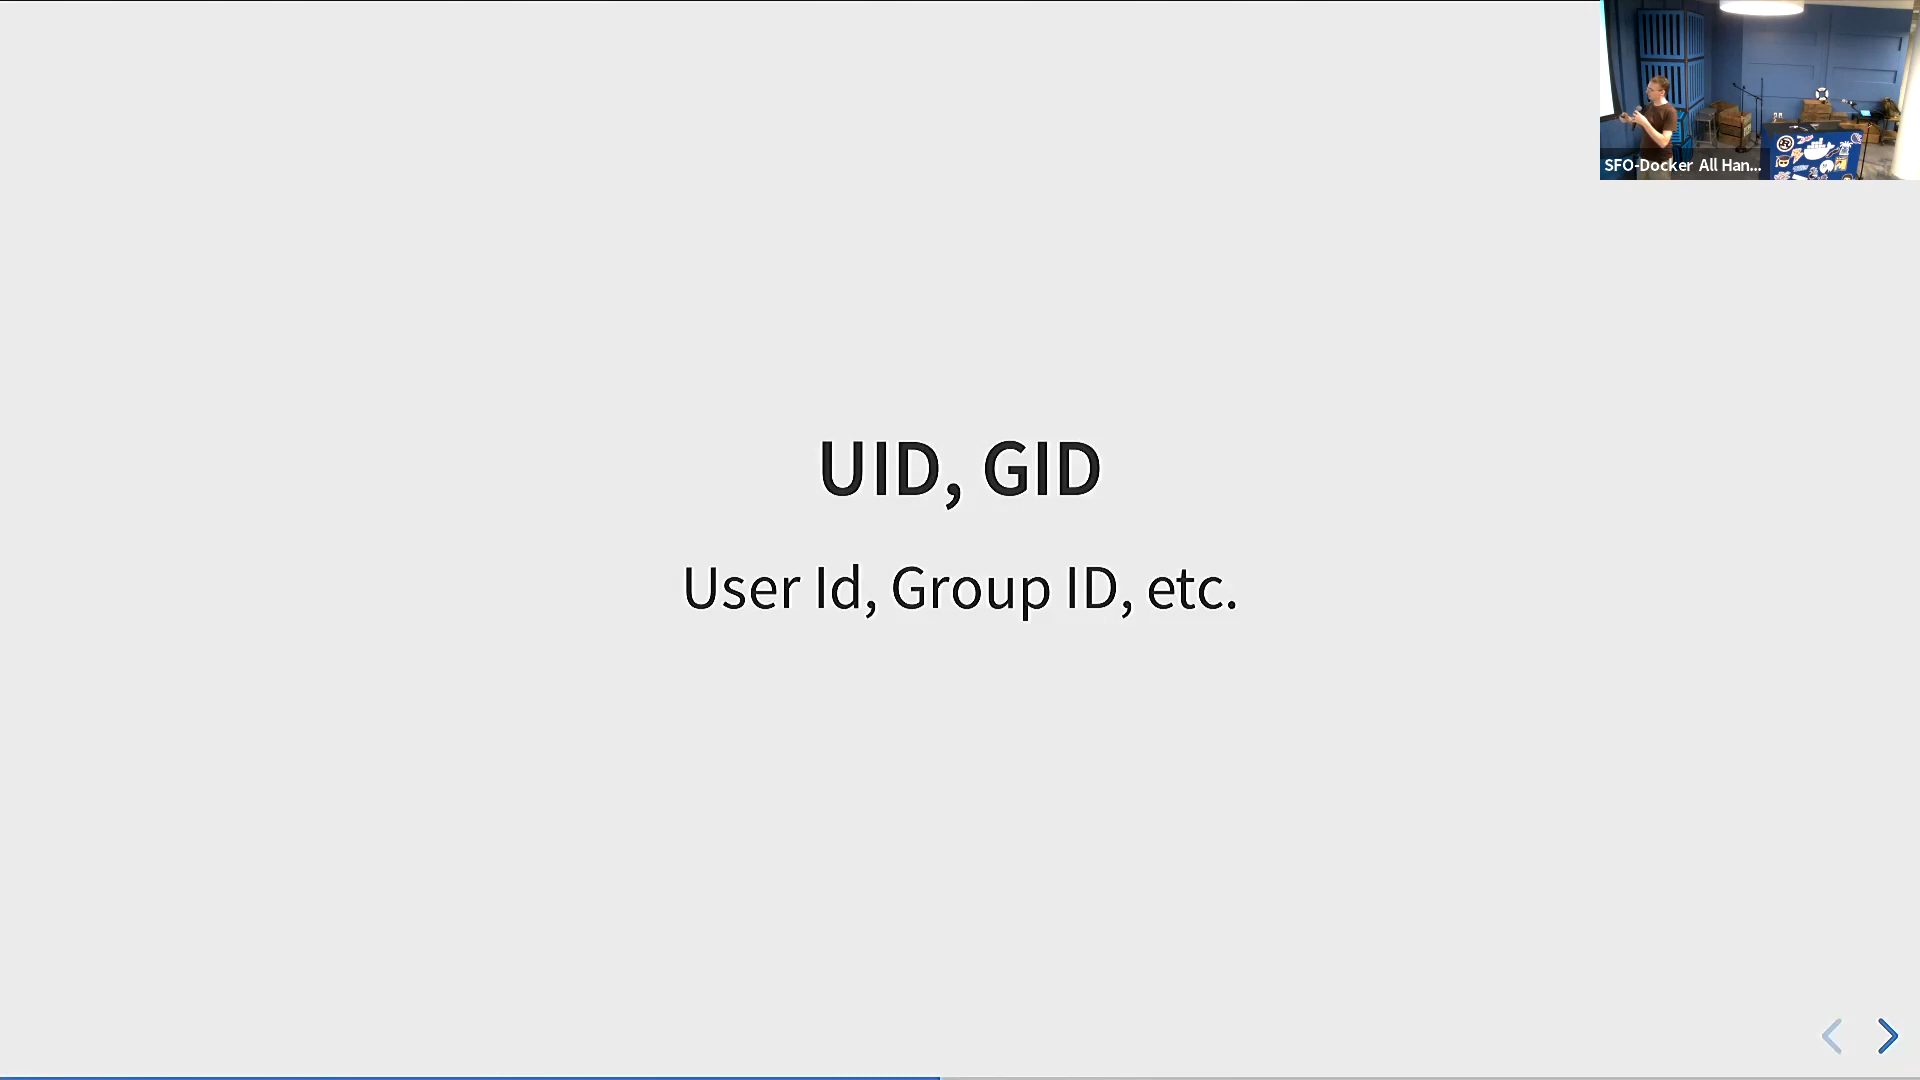 UID, GID
User Id, Group ID, etc.
SFO-Docker All Han...